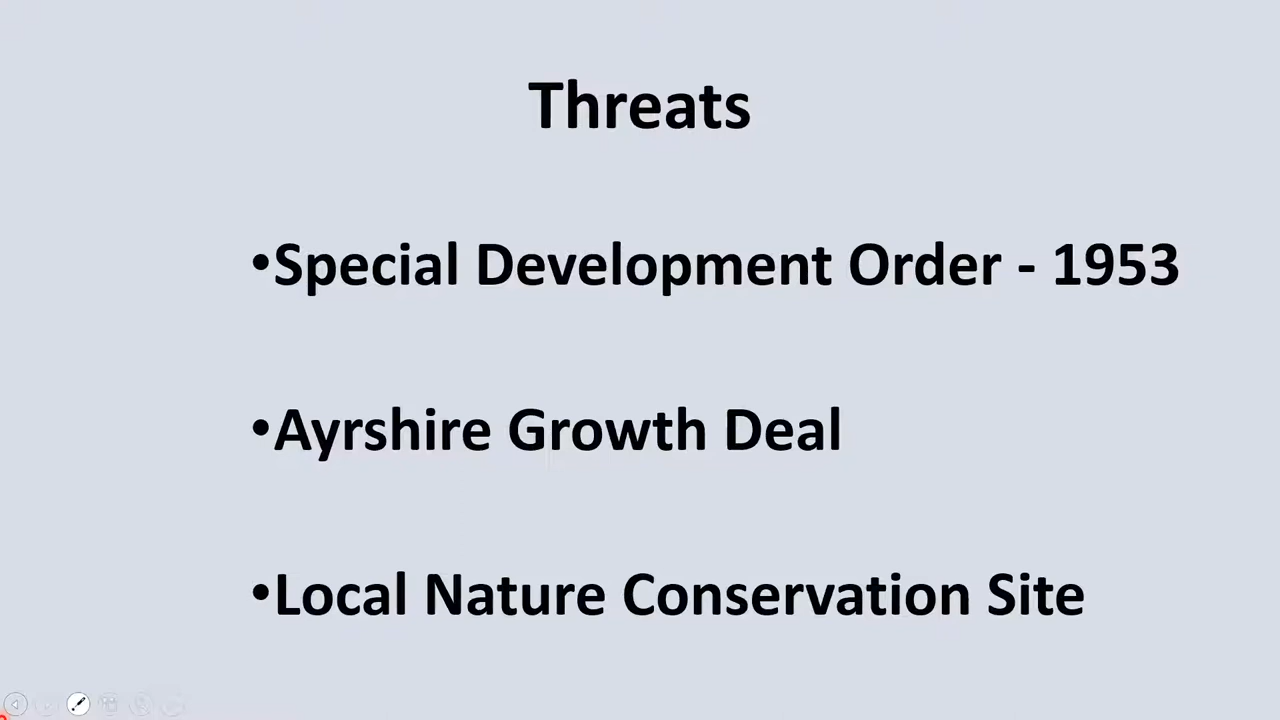 Threats
•Special Development Order - 1953
•Ayrshire Growth Deal
•Local Nature Conservation Site